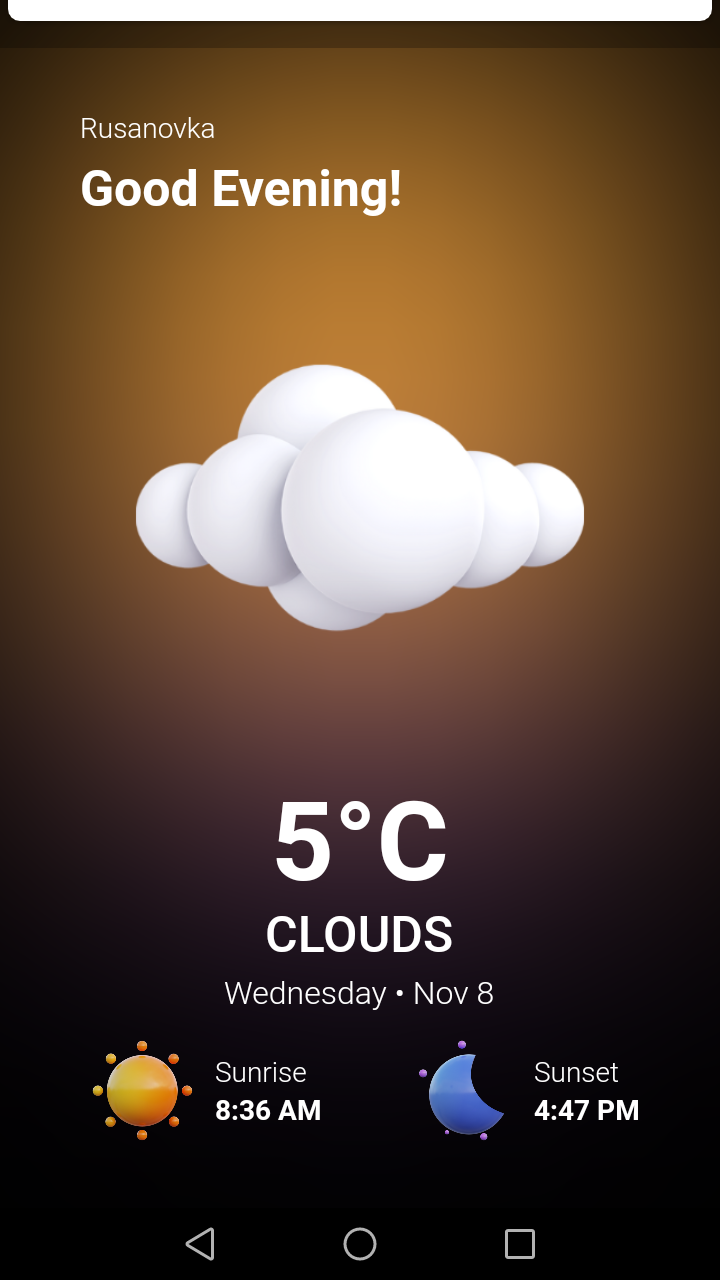 Rusanovka
Good Evening!
5°C
CLOUDS
Wednesday • Nov 8
Sunrise
8:36 AM
Sunset
4:47 PM